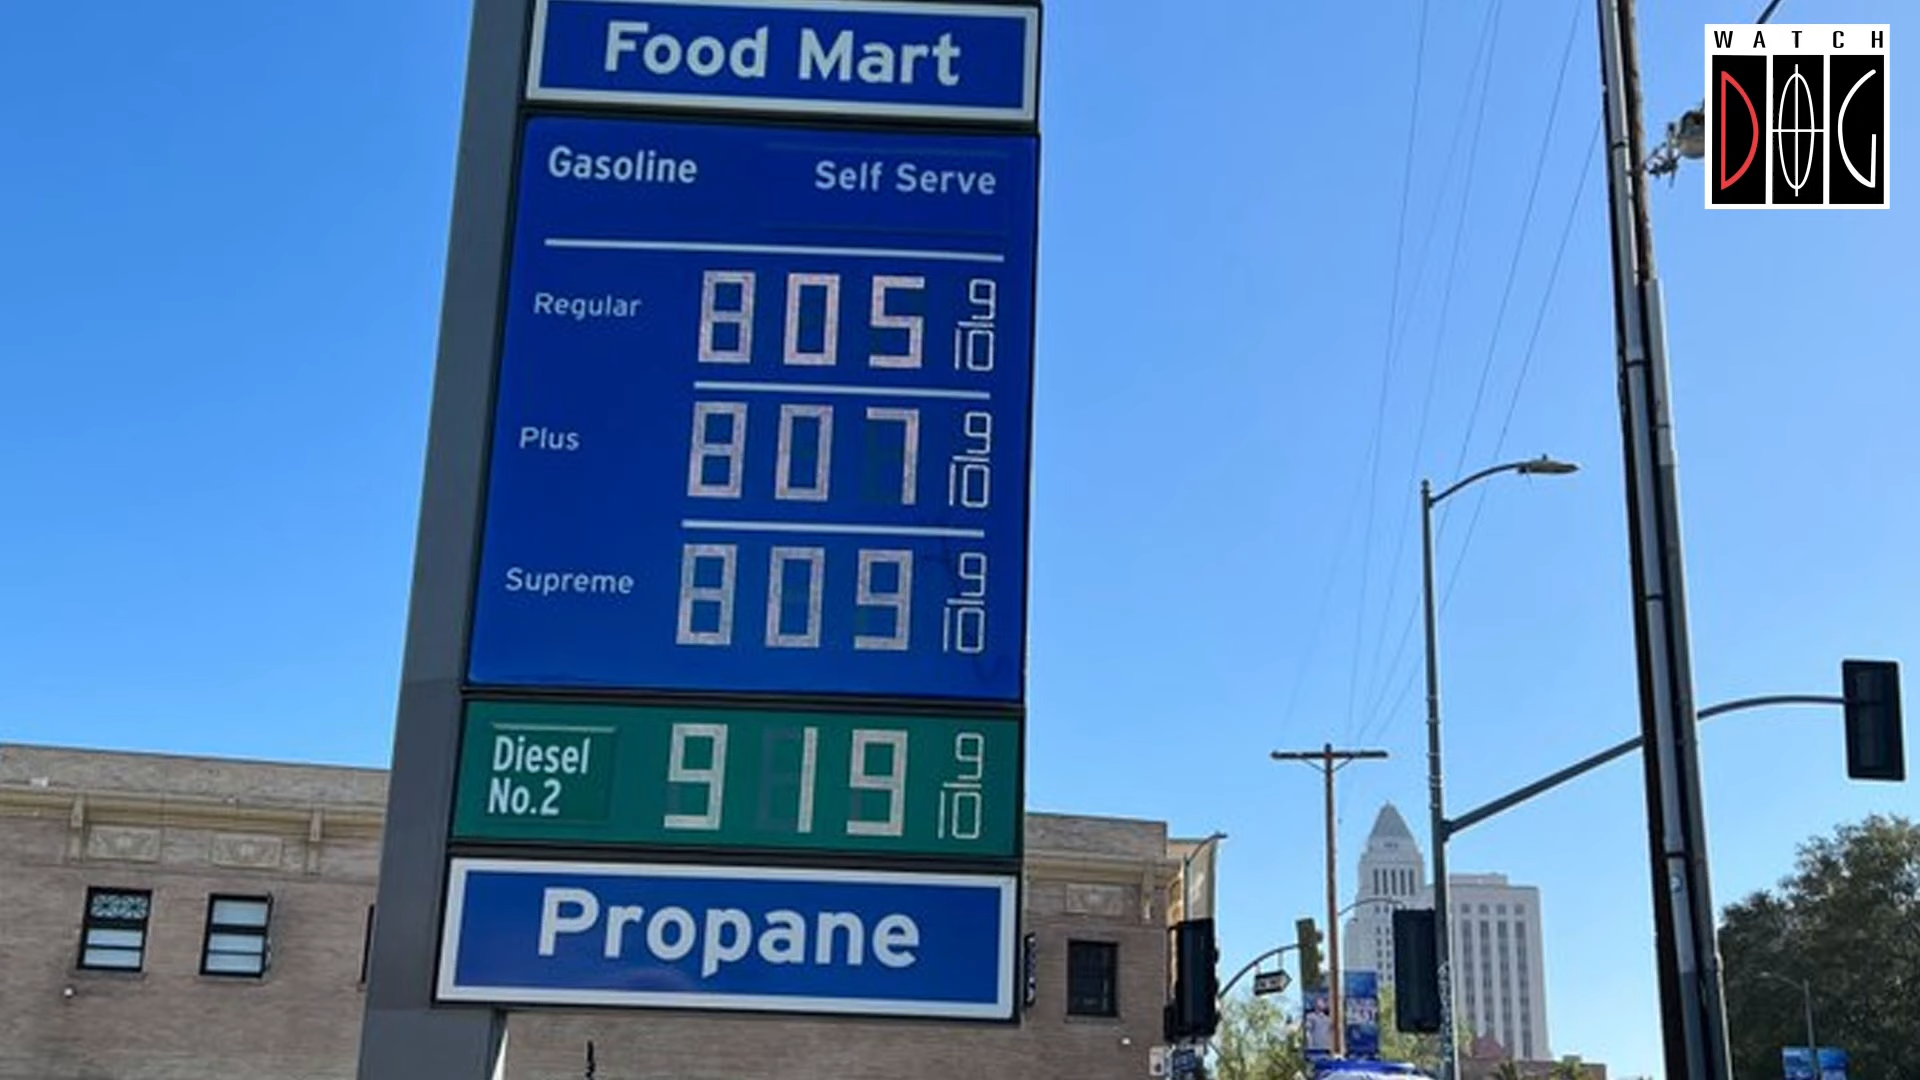 Food Mart
WATCH
DOG
Gasoline Self Serve
Regular 805 9/10
Plus 807 9/10
Supreme 809 9/10
Diesel
No.2
919 9/10
Propane